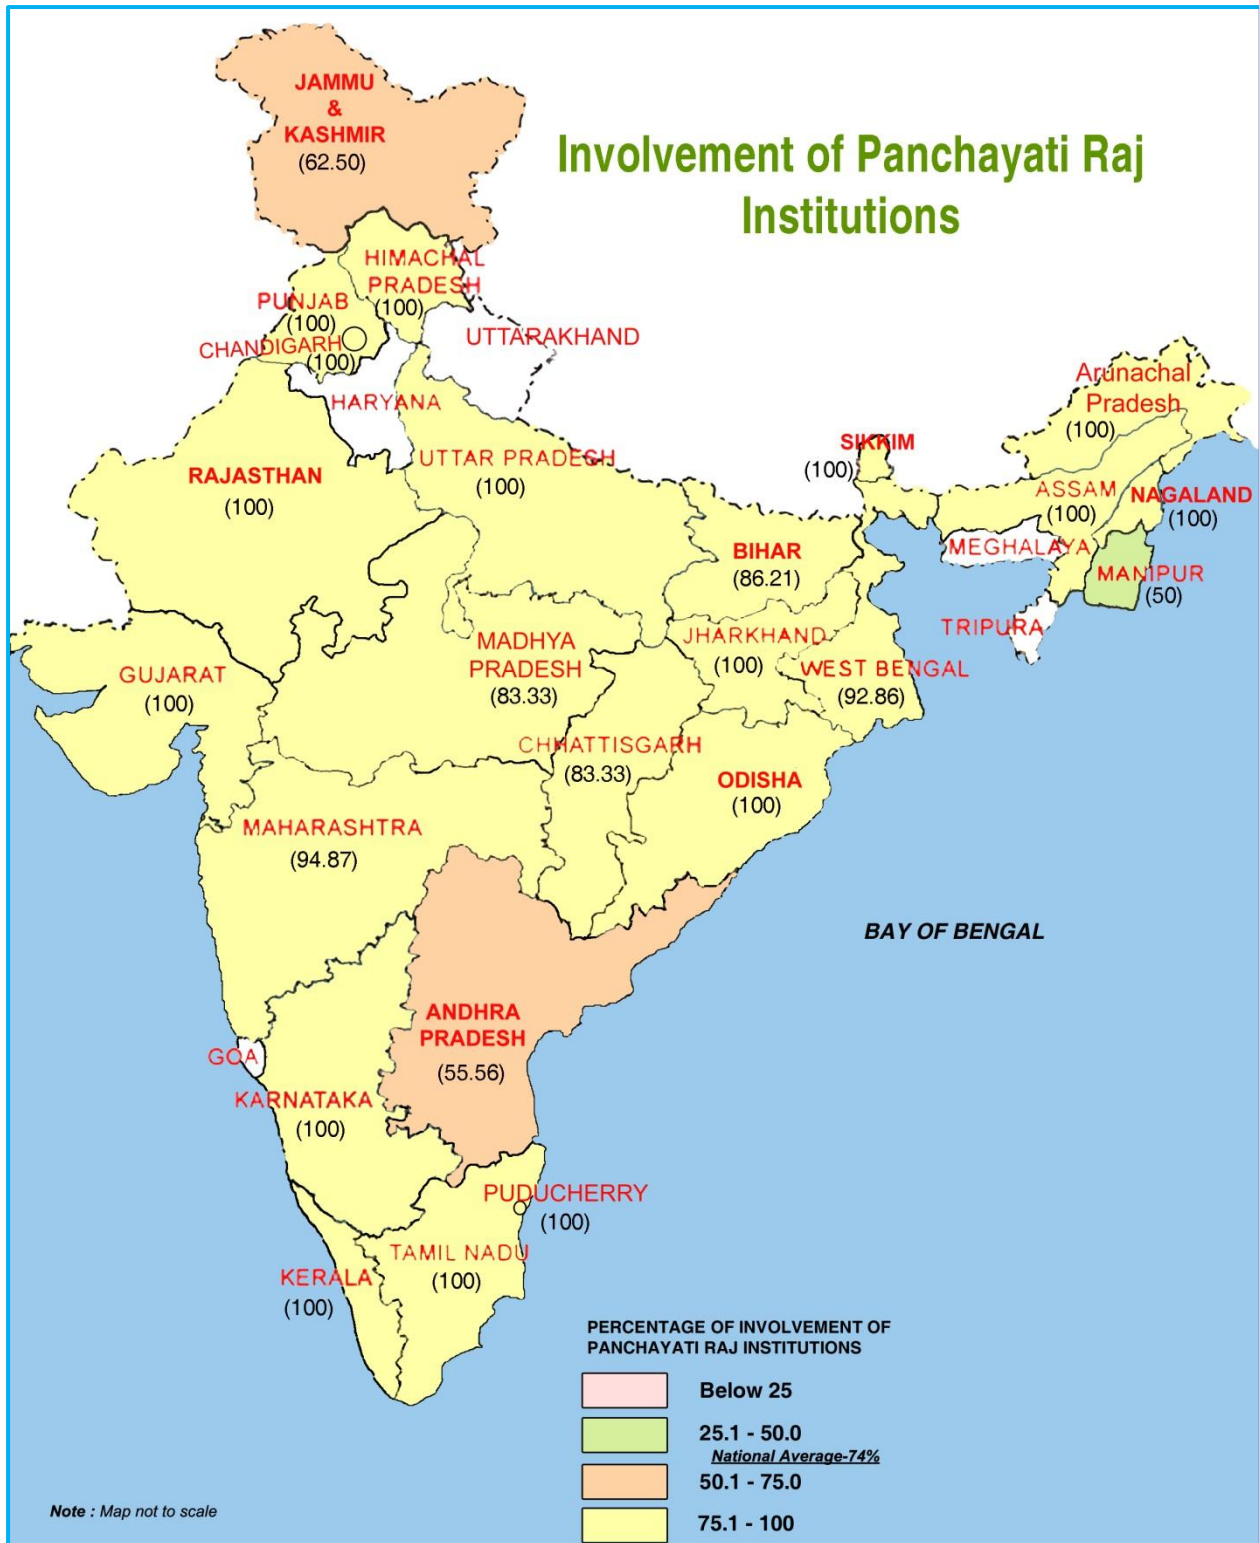 Involvement of Panchayati Raj
Institutions
JAMMU
&
KASHMIR
(62.50)
HIMACHAL
PRADESH
(100)
PUNJAB
(100)
CHANDIGARH
(100)
UTTARAKHAND
HARYANA
RAJASTHAN
(100)
UTTAR PRADESH
(100)
SIKKIM
(100)
Arunachal
Pradesh
(100)
ASSAM
(100)
NAGALAND
(100)
MEGHALAYA
MANIPUR
(50)
TRIPURA
BIHAR
(86.21)
JHARKHAND
(100)
WEST BENGAL
(92.86)
GUJARAT
(100)
MADHYA
PRADESH
(83.33)
CHHATTISGARH
(83.33)
ODISHA
(100)
MAHARASHTRA
(94.87)
BAY OF BENGAL
ANDHRA
PRADESH
(55.56)
GOA
KARNATAKA
(100)
PUDUCHERRY
(100)
TAMIL NADU
(100)
KERALA
(100)
PERCENTAGE OF INVOLVEMENT OF
PANCHAYATI RAJ INSTITUTIONS
Below 25
25.1 - 50.0
National Average-74%
50.1 - 75.0
75.1 - 100
Note : Map not to scale